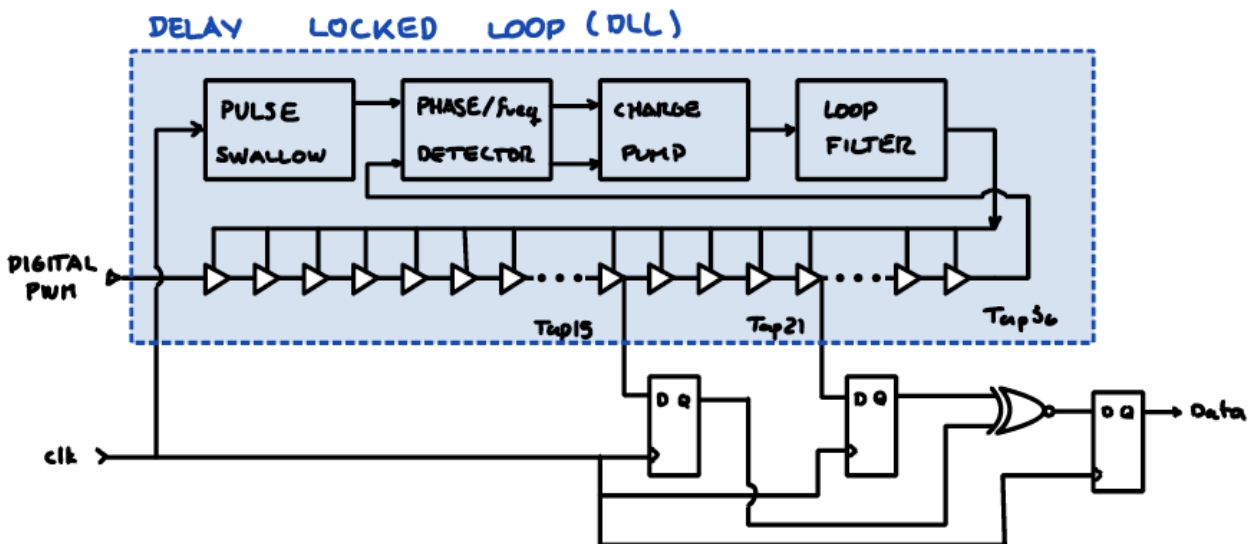 DELAY LOCKED LOOP (DLL)
PULSE
SWALLOW
PHASE/freq
DETECTOR
CHARGE
PUMP
LOOP
FILTER
DIGITAL
PWM
Tap15
Tap21
Tap36
D Q
D Q
D Q
Data
clk